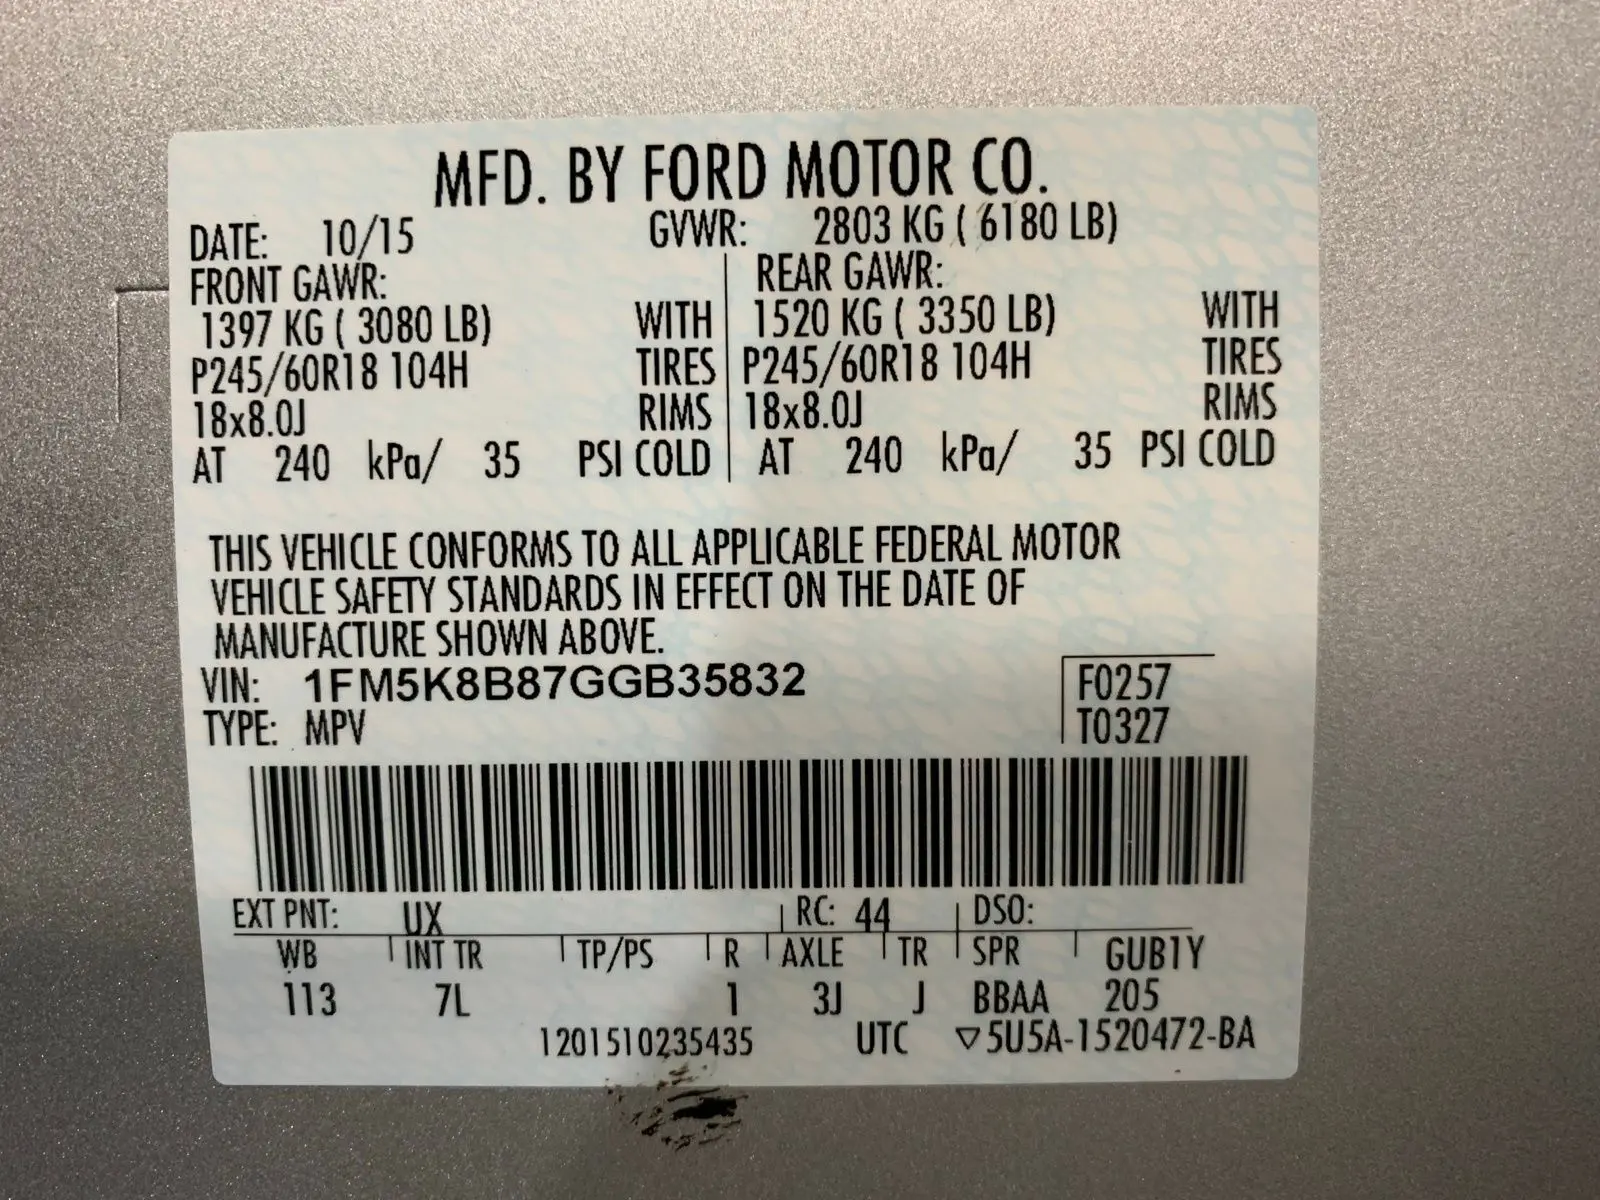 MFD. BY FORD MOTOR CO.
DATE: 10/15 GVWR: 2803 KG ( 6180 LB)
FRONT GAWR: REAR GAWR:
1397 KG ( 3080 LB) WITH 1520 KG ( 3350 LB) WITH
P245/60R18 104H TIRES P245/60R18 104H TIRES
18x8.0J RIMS 18x8.0J RIMS
AT 240 kPa/ 35 PSI COLD AT 240 kPa/ 35 PSI COLD
THIS VEHICLE CONFORMS TO ALL APPLICABLE FEDERAL MOTOR
VEHICLE SAFETY STANDARDS IN EFFECT ON THE DATE OF
MANUFACTURE SHOWN ABOVE.
VIN: 1FM5K8B87GGB35832 F0257
TYPE: MPV T0327
EXT PNT: UX RC: 44 DSO:
WB INT TR TP/PS R AXLE TR SPR GUB1Y
113 7L 1 3J J BBAA 205
1201510235435 UTC ▽5U5A-1520472-BA